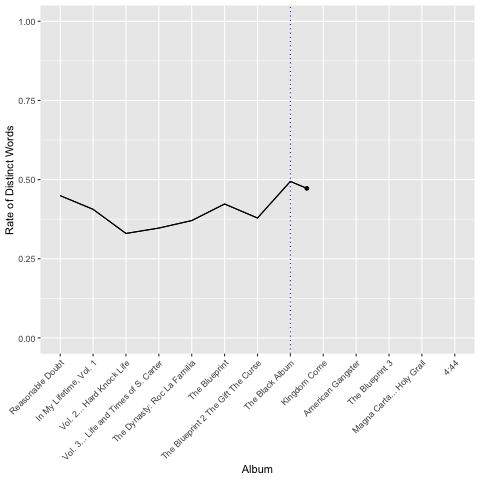 1.00
0.75
0.50
0.25
0.00
Rate of Distinct Words
Reasonable Doubt
In My Lifetime, Vol. 1
Vol. 2... Hard Knock Life
Vol. 3... Life and Times of S. Carter
The Dynasty: Roc La Familia
The Blueprint
The Blueprint 2 The Gift The Curse
The Black Album
Kingdom Come
American Gangster
The Blueprint 3
Magna Carta... Holy Grail
4:44
Album